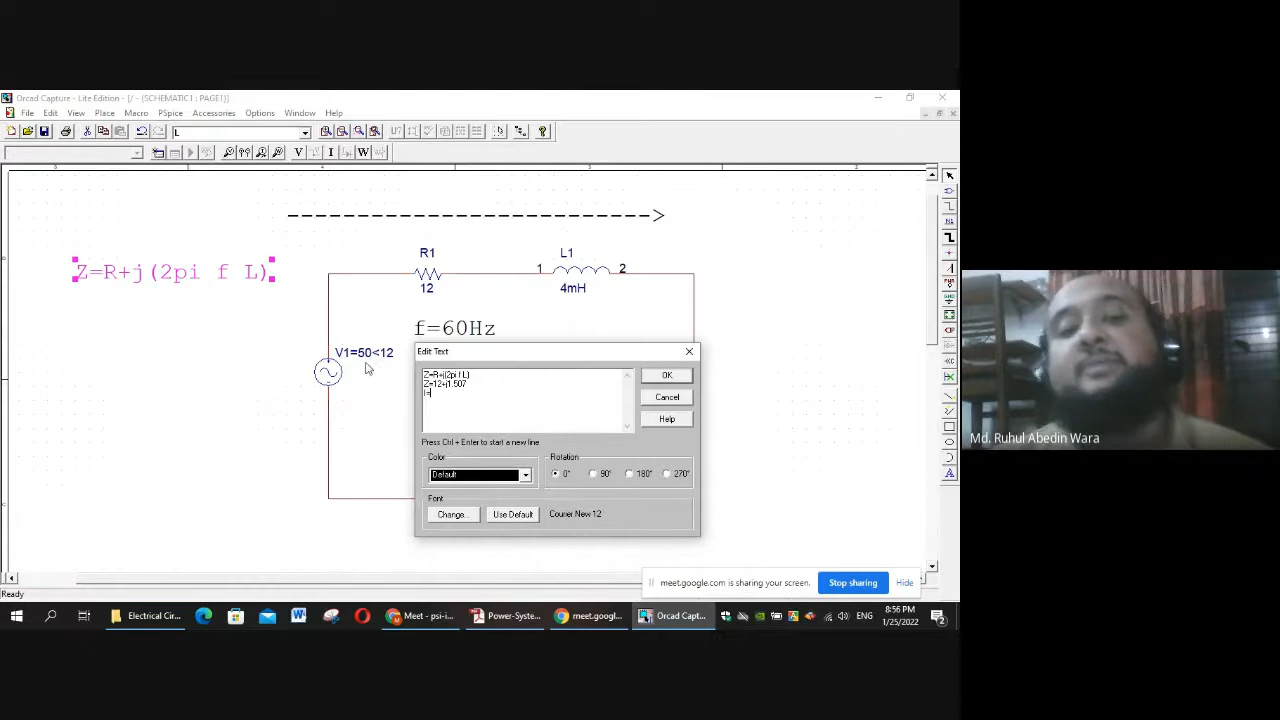 Orcad Capture - Lite Edition - [/ - (SCHEMATIC1 : PAGE1)]
File Edit View Place Macro PSpice Accessories Options Window Help
L
U?
V I W
R1
L1
1
2
Z=R+j(2pi f L)
12
4mH
f=60Hz
V1=50<12
Edit Text
Z=R+j(2pi f L)
Z=12+j1.507
I=
OK
Cancel
Help
Press Ctrl + Enter to start a new line
Color
Default
Rotation
0° 90° 180° 270°
Font
Change...
Use Default
Courier New 12
N1
PWR
GND
A
Md. Ruhul Abedin Wara
meet.google.com is sharing your screen.
Stop sharing
Hide
Ready
Electrical Cir...
Meet - psi-i...
Power-Syste...
meet.googl...
Orcad Capt...
ENG
8:56 PM
1/25/2022
2